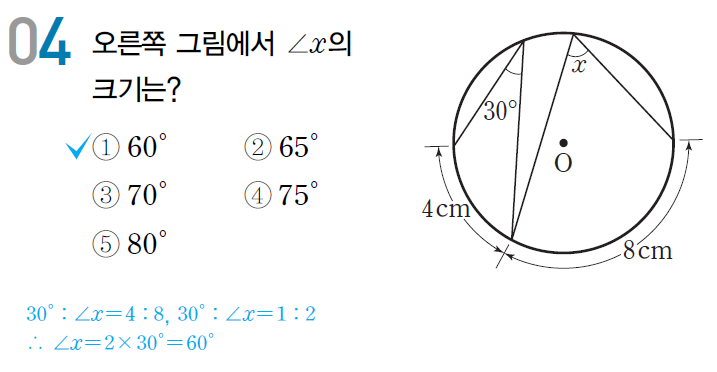 04 오른쪽 그림에서 ∠x의
크기는?
① 60° ② 65°
③ 70° ④ 75°
⑤ 80°
30° : ∠x=4 : 8, 30° : ∠x=1 : 2
∴ ∠x=2×30°=60°
x
30°
O
4cm
8cm